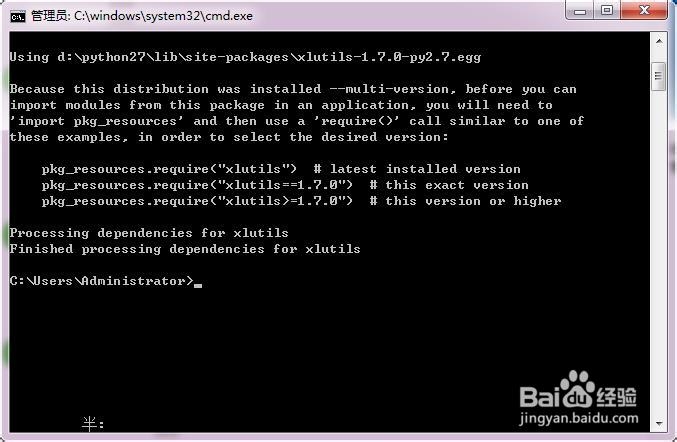 管理员: C:\windows\system32\cmd.exe
Using d:\python27\lib\site-packages\xlutils-1.7.0-py2.7.egg
Because this distribution was installed --multi-version, before you can
import modules from this package in an application, you will need to
'import pkg_resources' and then use a 'require()' call similar to one of
these examples, in order to select the desired version:
pkg_resources.require("xlutils")  # latest installed version
pkg_resources.require("xlutils==1.7.0")  # this exact version
pkg_resources.require("xlutils>=1.7.0")  # this version or higher
Processing dependencies for xlutils
Finished processing dependencies for xlutils
C:\Users\Administrator>_
半:
Baidu经验
jingyan.baidu.com